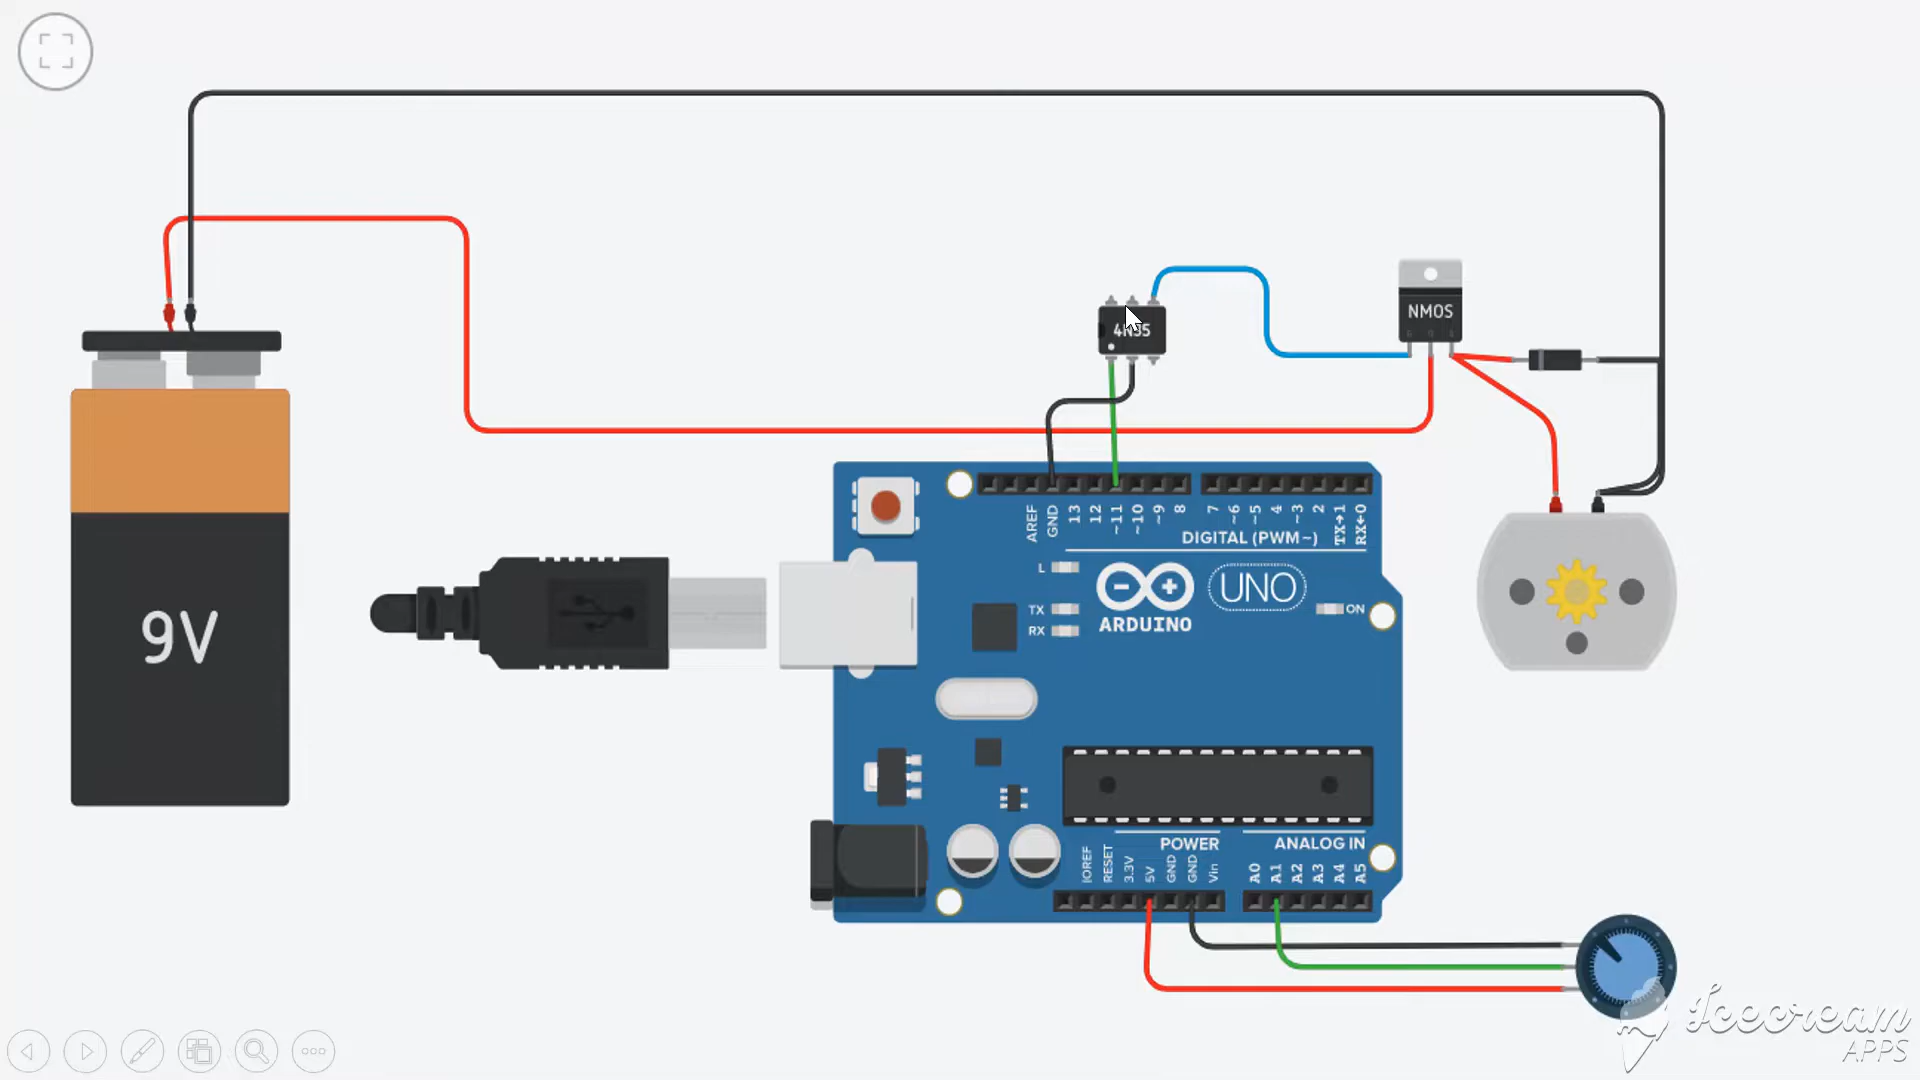 4N35
NMOS
G D S
9V
AREF
GND
13
12
~11
~10
~9
8
7
~6
~5
4
~3
2
TX→1
RX←0
DIGITAL (PWM ~)
L
TX
RX
UNO
ARDUINO
ON
POWER
ANALOG IN
IOREF
RESET
3.3V
5V
GND
GND
Vin
A0
A1
A2
A3
A4
A5
Icecream
APPS